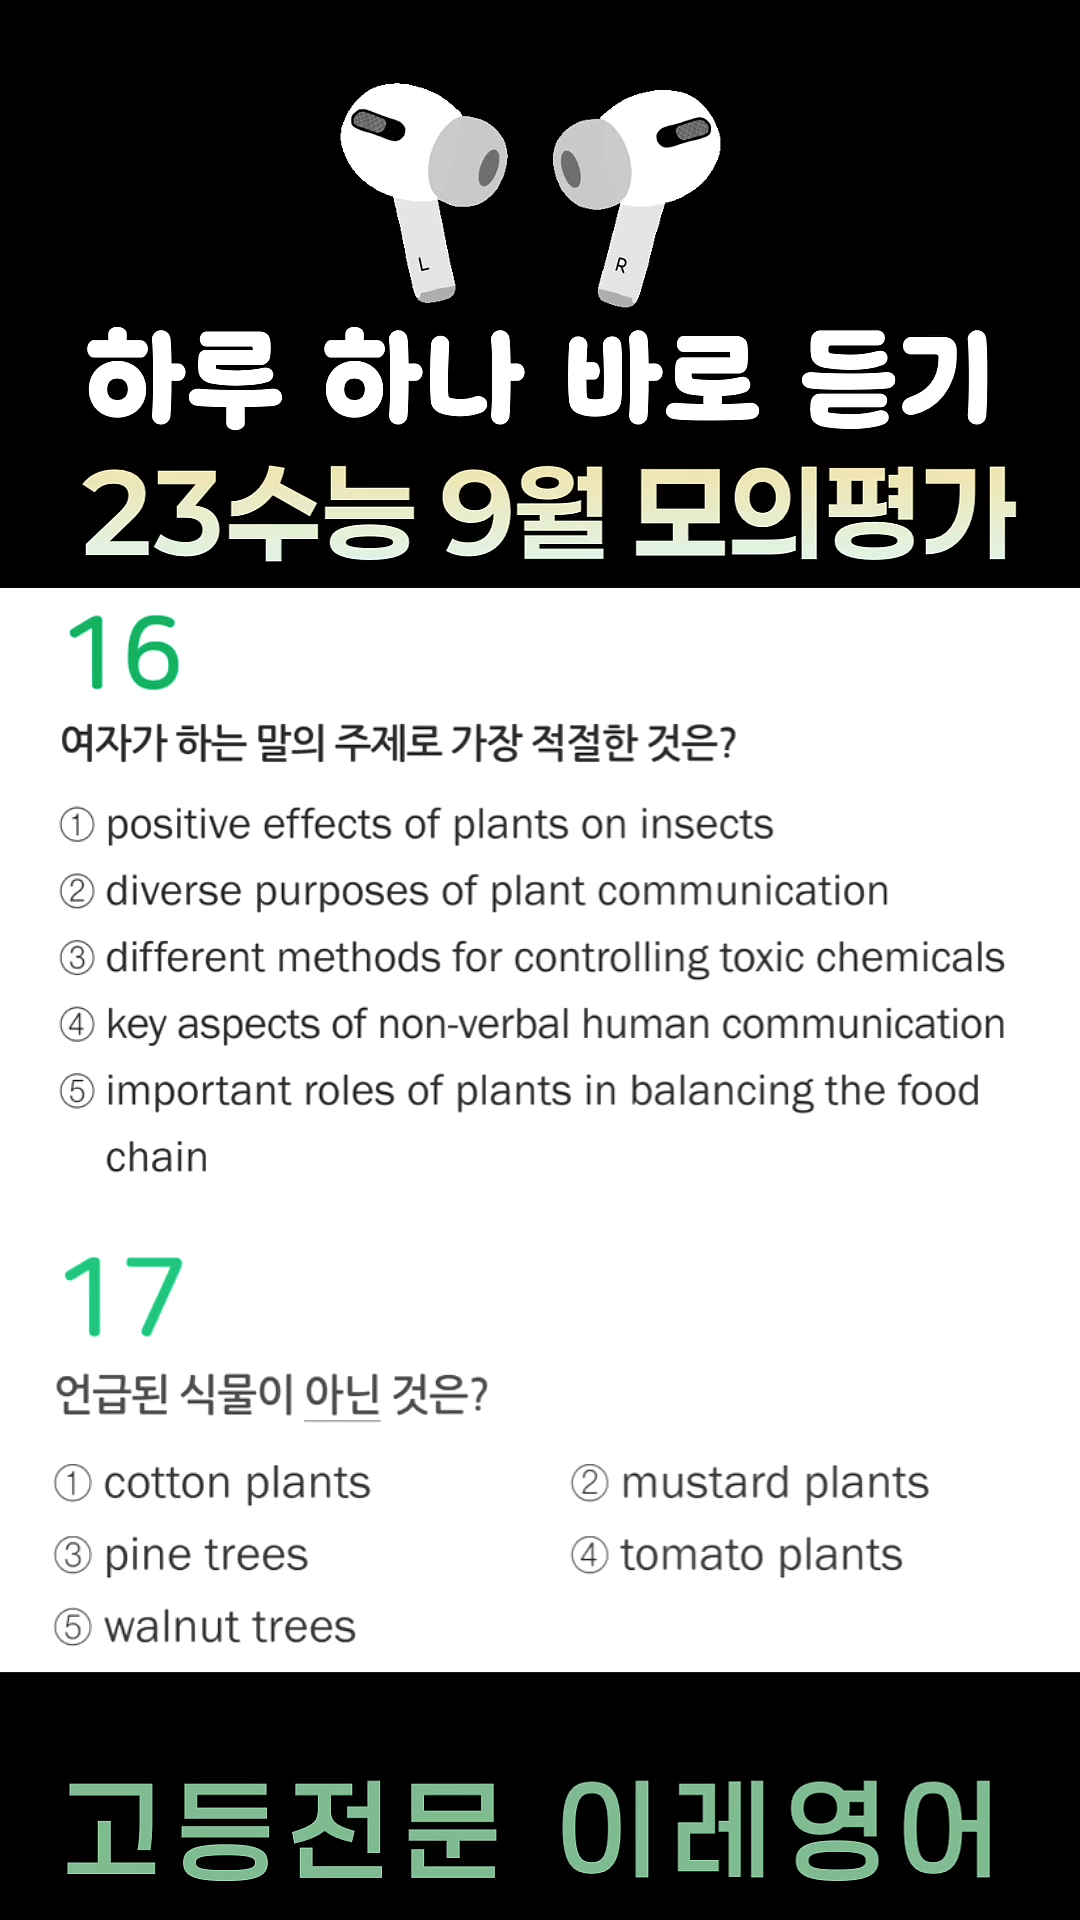 L R
하루 하나 바로 듣기
23수능 9월 모의평가
16
여자가 하는 말의 주제로 가장 적절한 것은?
① positive effects of plants on insects
② diverse purposes of plant communication
③ different methods for controlling toxic chemicals
④ key aspects of non-verbal human communication
⑤ important roles of plants in balancing the food
chain
17
언급된 식물이 아닌 것은?
① cotton plants ② mustard plants
③ pine trees ④ tomato plants
⑤ walnut trees
고등전문 이레영어